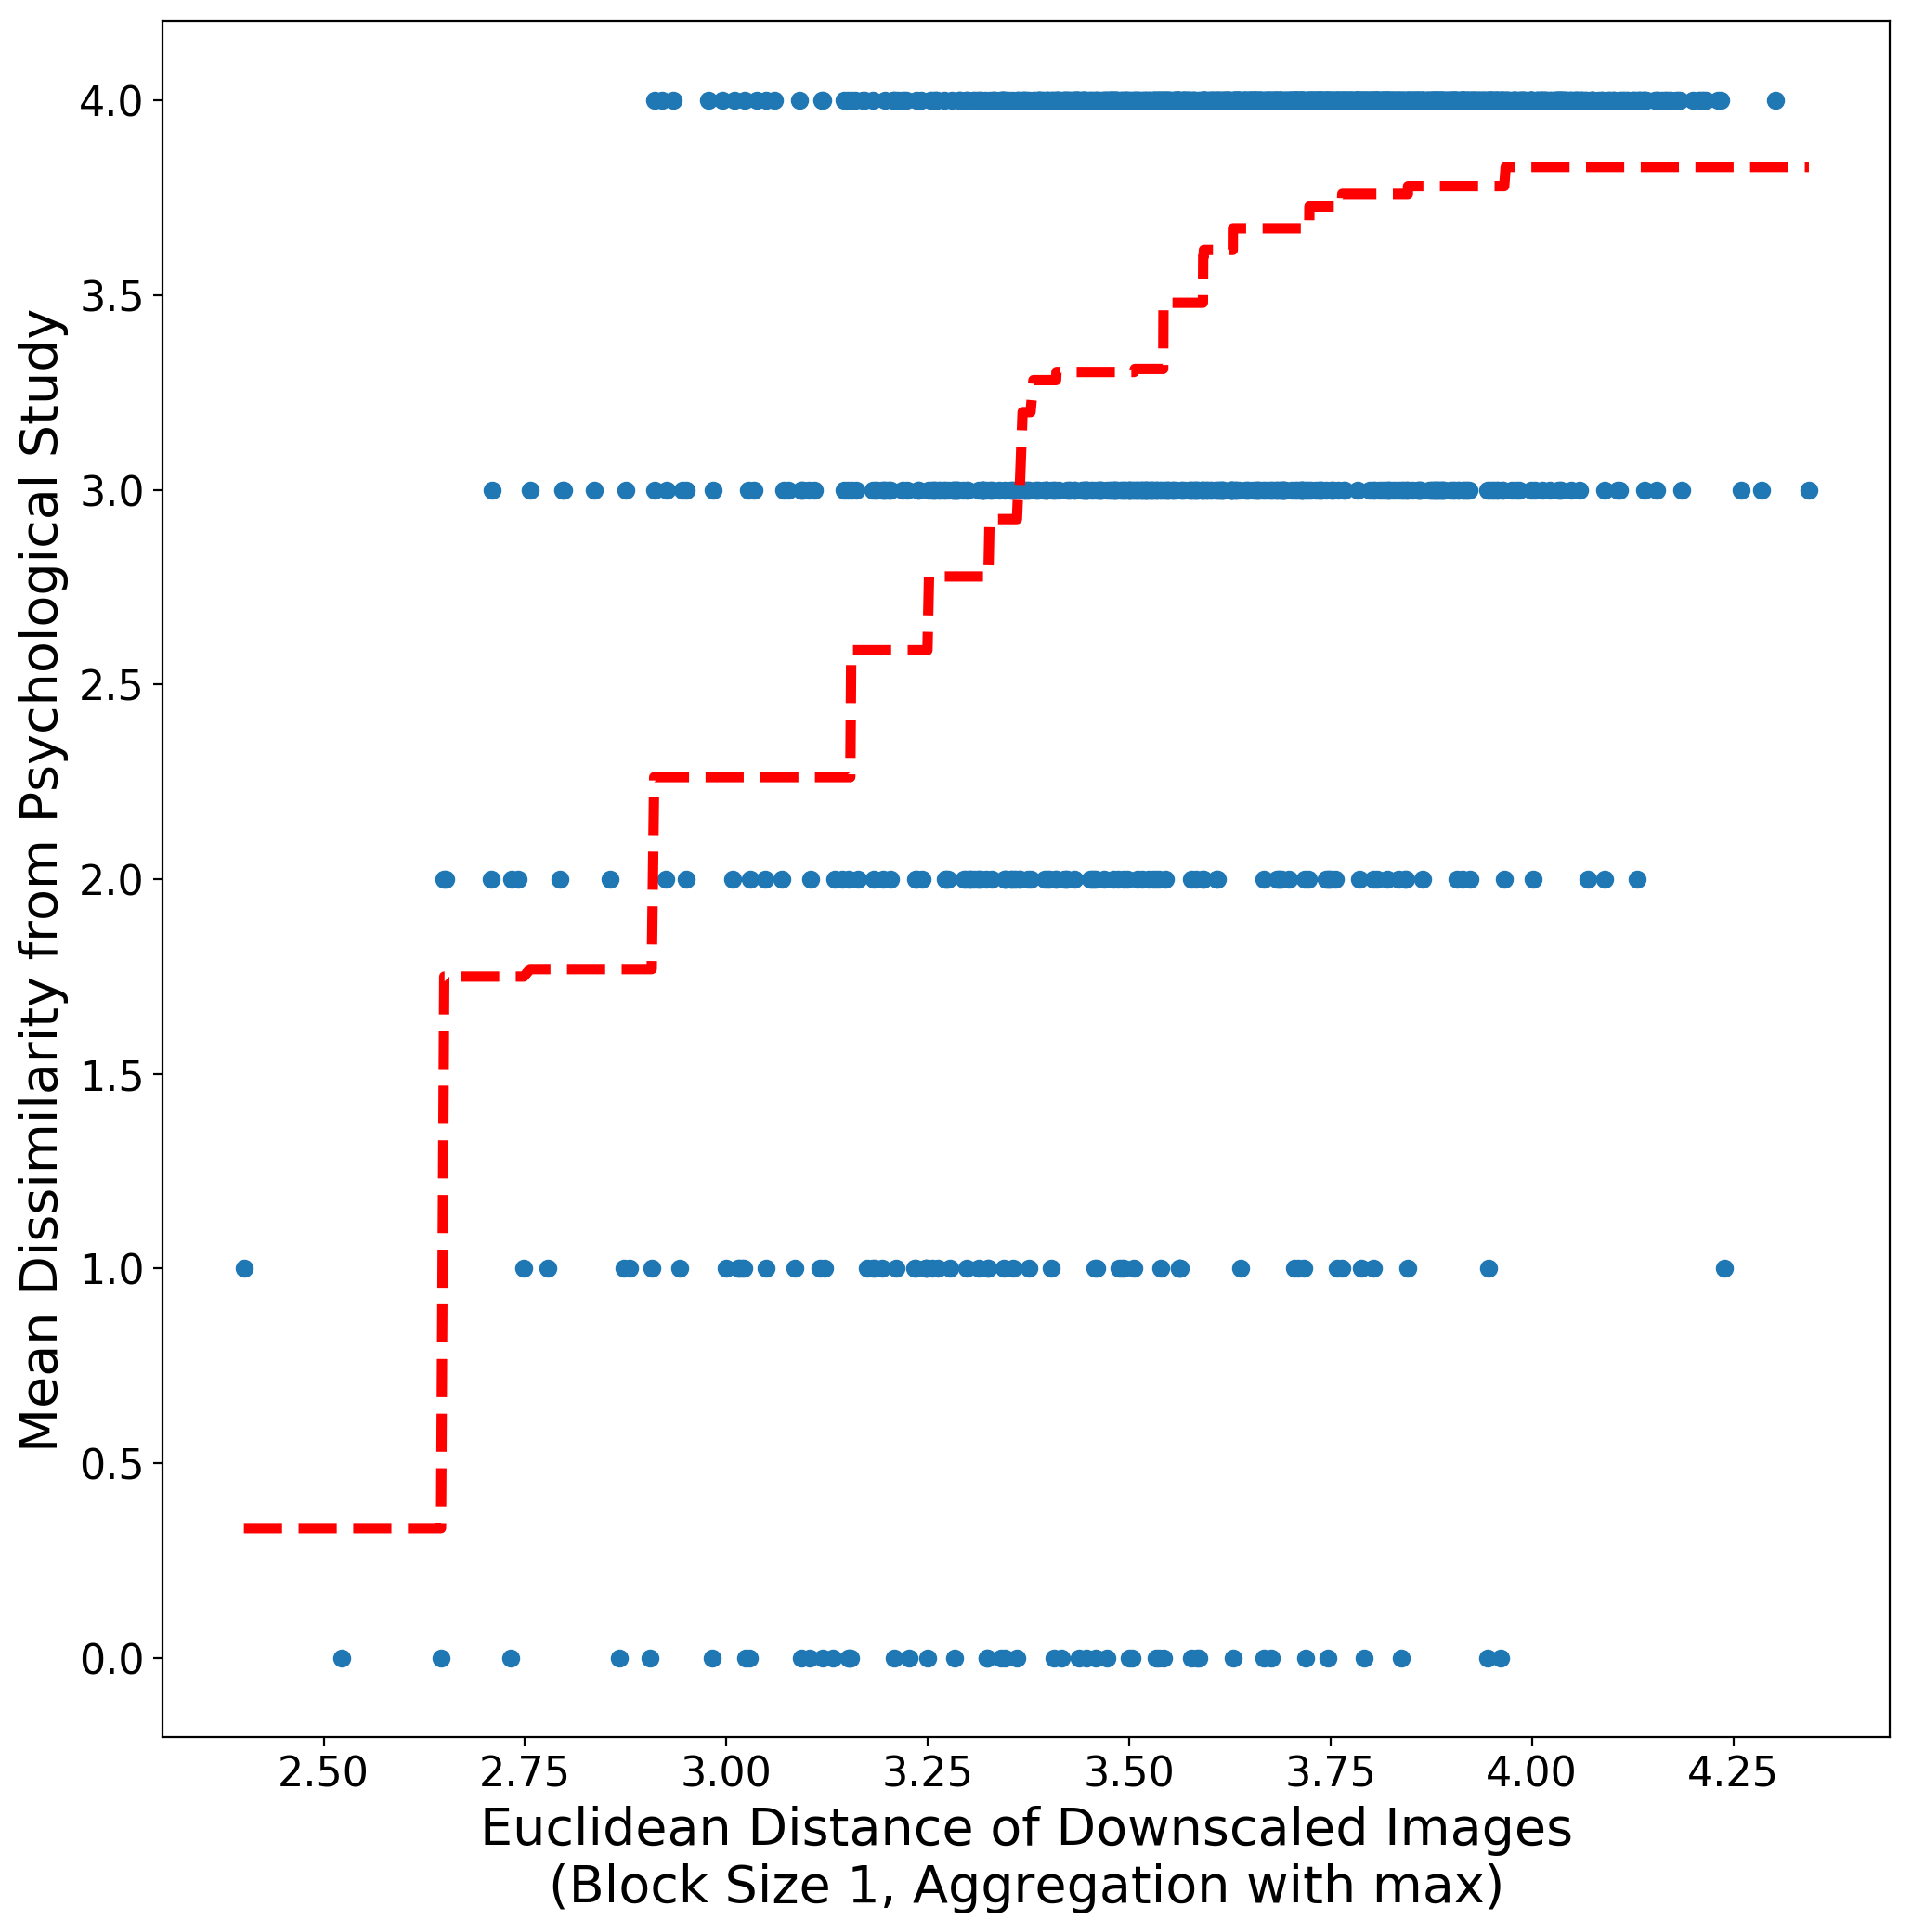 4.0
3.5
3.0
2.5
2.0
1.5
1.0
0.5
0.0
Mean Dissimilarity from Psychological Study
2.50 2.75 3.00 3.25 3.50 3.75 4.00 4.25
Euclidean Distance of Downscaled Images
(Block Size 1, Aggregation with max)